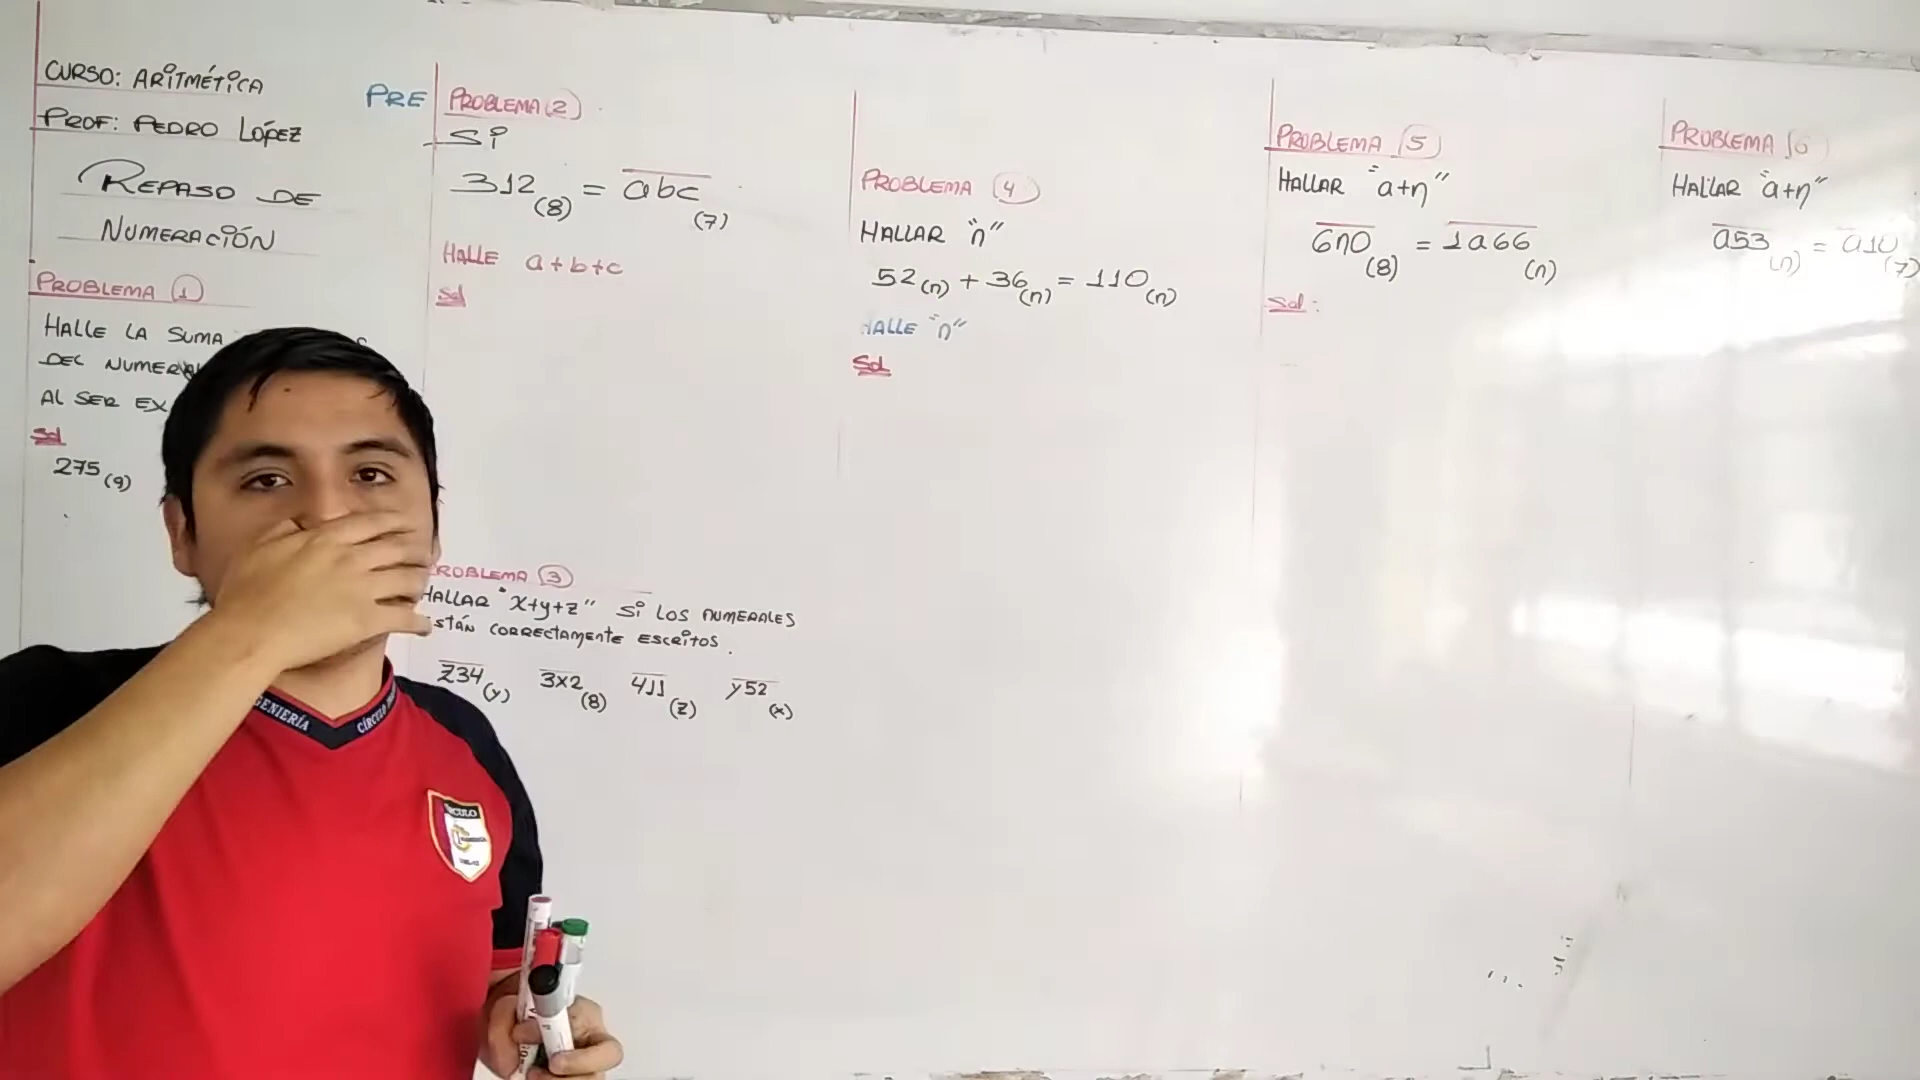 CURSO: ARITMÉTICA
PROF: PEDRO LÓPEZ
REPASO DE
NUMERACIÓN
PROBLEMA 1
HALLE LA SUMA
DEL NUMERAL
AL SER EX
Sol
275(9)
PRE
PROBLEMA 2
Si
312(8) = abc(7)
HALLE a+b+c
Sol
PROBLEMA 3
HALLAR "x+y+z" Si LOS NUMERALES
ESTÁN CORRECTAMENTE ESCRITOS.
Z34(y) 3x2(8) 411(z) y52(x)
PROBLEMA 4
HALLAR "n"
52(n) + 36(n) = 110(n)
HALLE "n"
Sol
PROBLEMA 5
HALLAR "a+n"
6n0(8) = 1a66(n)
Sol:
PROBLEMA 6
HALLAR "a+n"
a53(n) = a10(7)
GENIERÍA
CÍRCULO